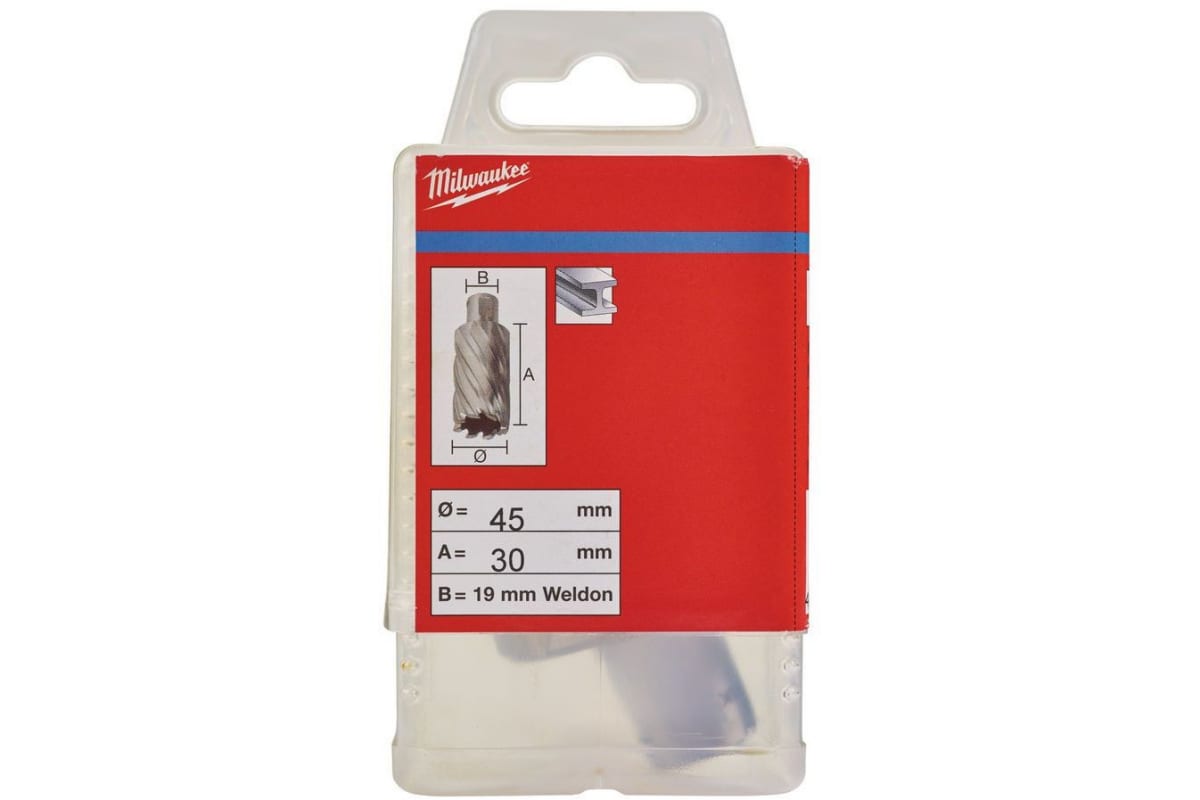 Milwaukee
B
A
Ø
Ø = 45 mm
A = 30 mm
B = 19 mm Weldon